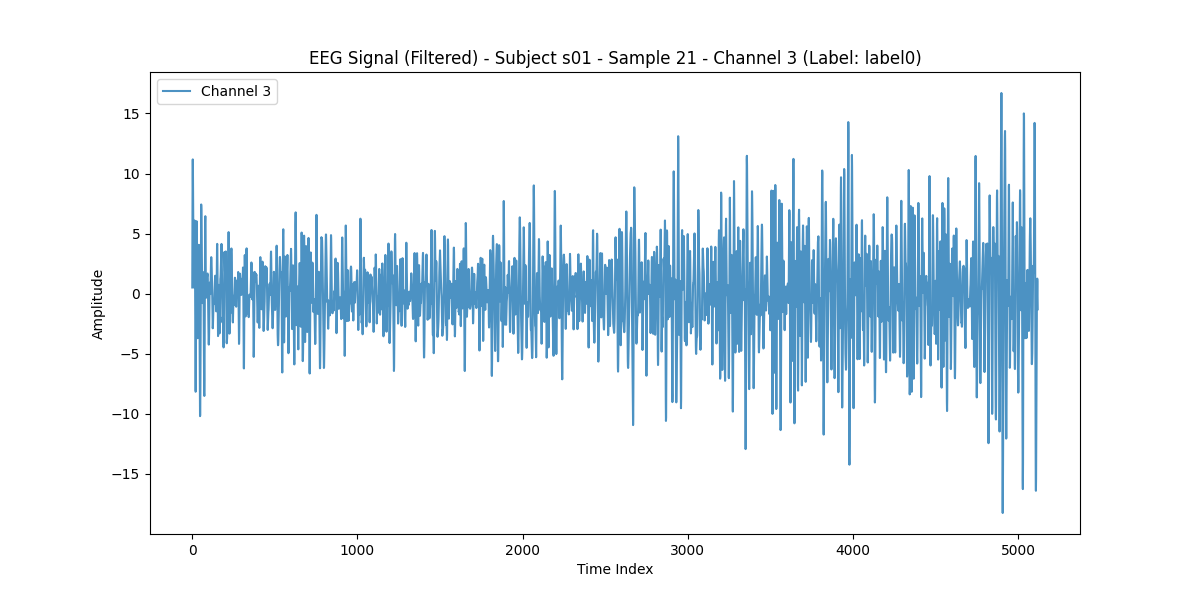 EEG Signal (Filtered) - Subject s01 - Sample 21 - Channel 3 (Label: label0)
Channel 3
15
10
5
0
−5
−10
−15
Amplitude
0 1000 2000 3000 4000 5000
Time Index